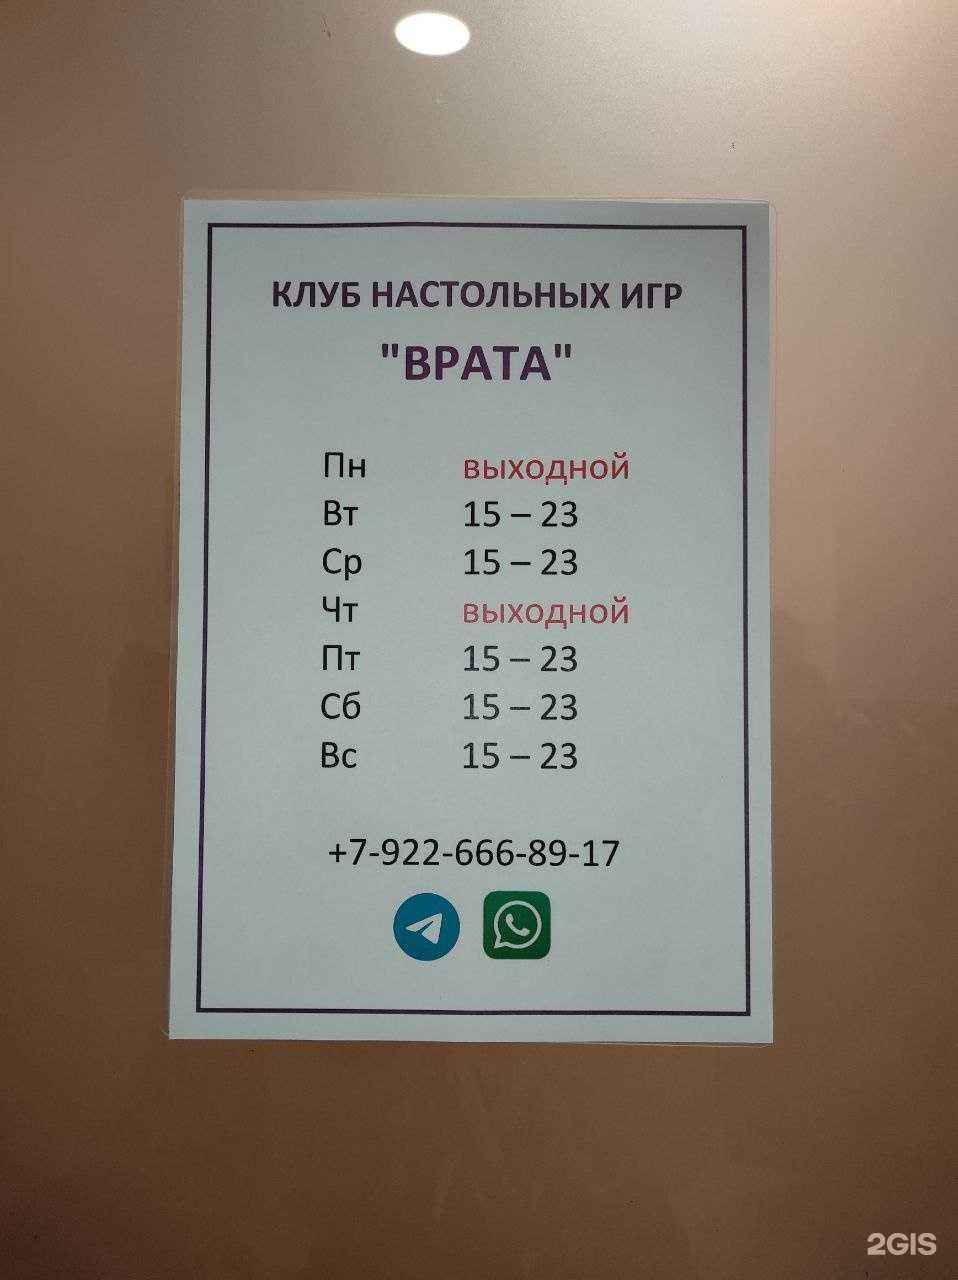 КЛУБ НАСТОЛЬНЫХ ИГР
"ВРАТА"
Пн выходной
Вт 15 – 23
Ср 15 – 23
Чт выходной
Пт 15 – 23
Сб 15 – 23
Вс 15 – 23
+7-922-666-89-17
2GIS